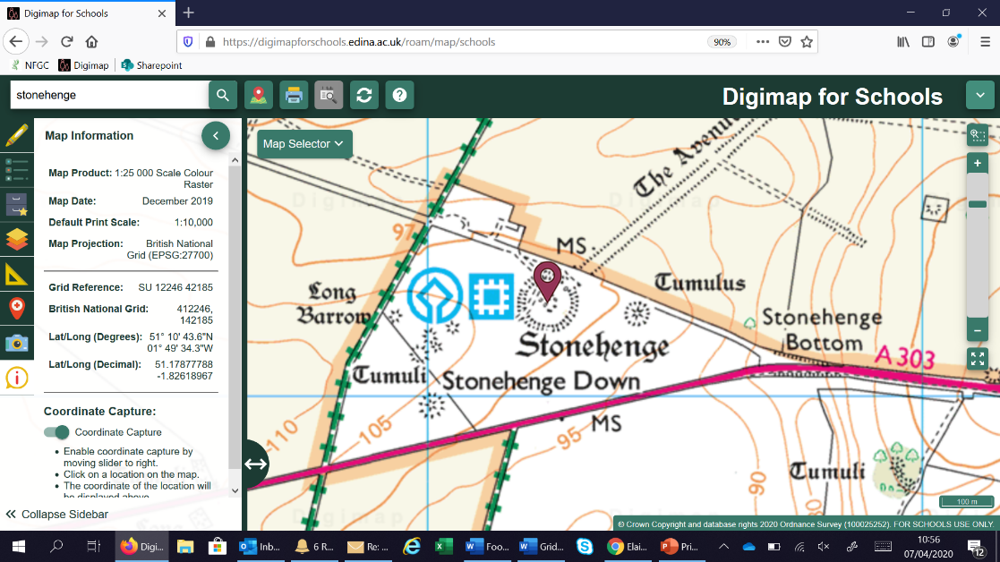 Digimap for Schools
https://digimapforschools.edina.ac.uk/roam/map/schools
90%
NFGC
Digimap
Sharepoint
stonehenge
Digimap for Schools
Map Information
Map Product: 1:25 000 Scale Colour
Raster
Map Date: December 2019
Default Print Scale: 1:10,000
Map Projection: British National
Grid (EPSG:27700)
Grid Reference: SU 12246 42185
British National Grid: 412246,
142185
Lat/Long (Degrees): 51° 10' 43.6"N
01° 49' 34.3"W
Lat/Long (Decimal): 51.17877788
-1.82618967
Coordinate Capture:
Coordinate Capture
• Enable coordinate capture by
moving slider to right.
• Click on a location on the map.
• The coordinate of the location will
be displayed above
Collapse Sidebar
Map Selector
The Avenue
97
MS
Long
Barrow
Tumulus
Stonehenge
Bottom
Stonehenge
A 303
Tumuli
Stonehenge Down
MS
110
105
95
90
Tumuli
100 m
© Crown Copyright and database rights 2020 Ordnance Survey (100025252). FOR SCHOOLS USE ONLY.
Digi...
Inb...
6 R...
Re: ...
Foo...
Grid...
Elai...
Pri...
10:56
07/04/2020
12